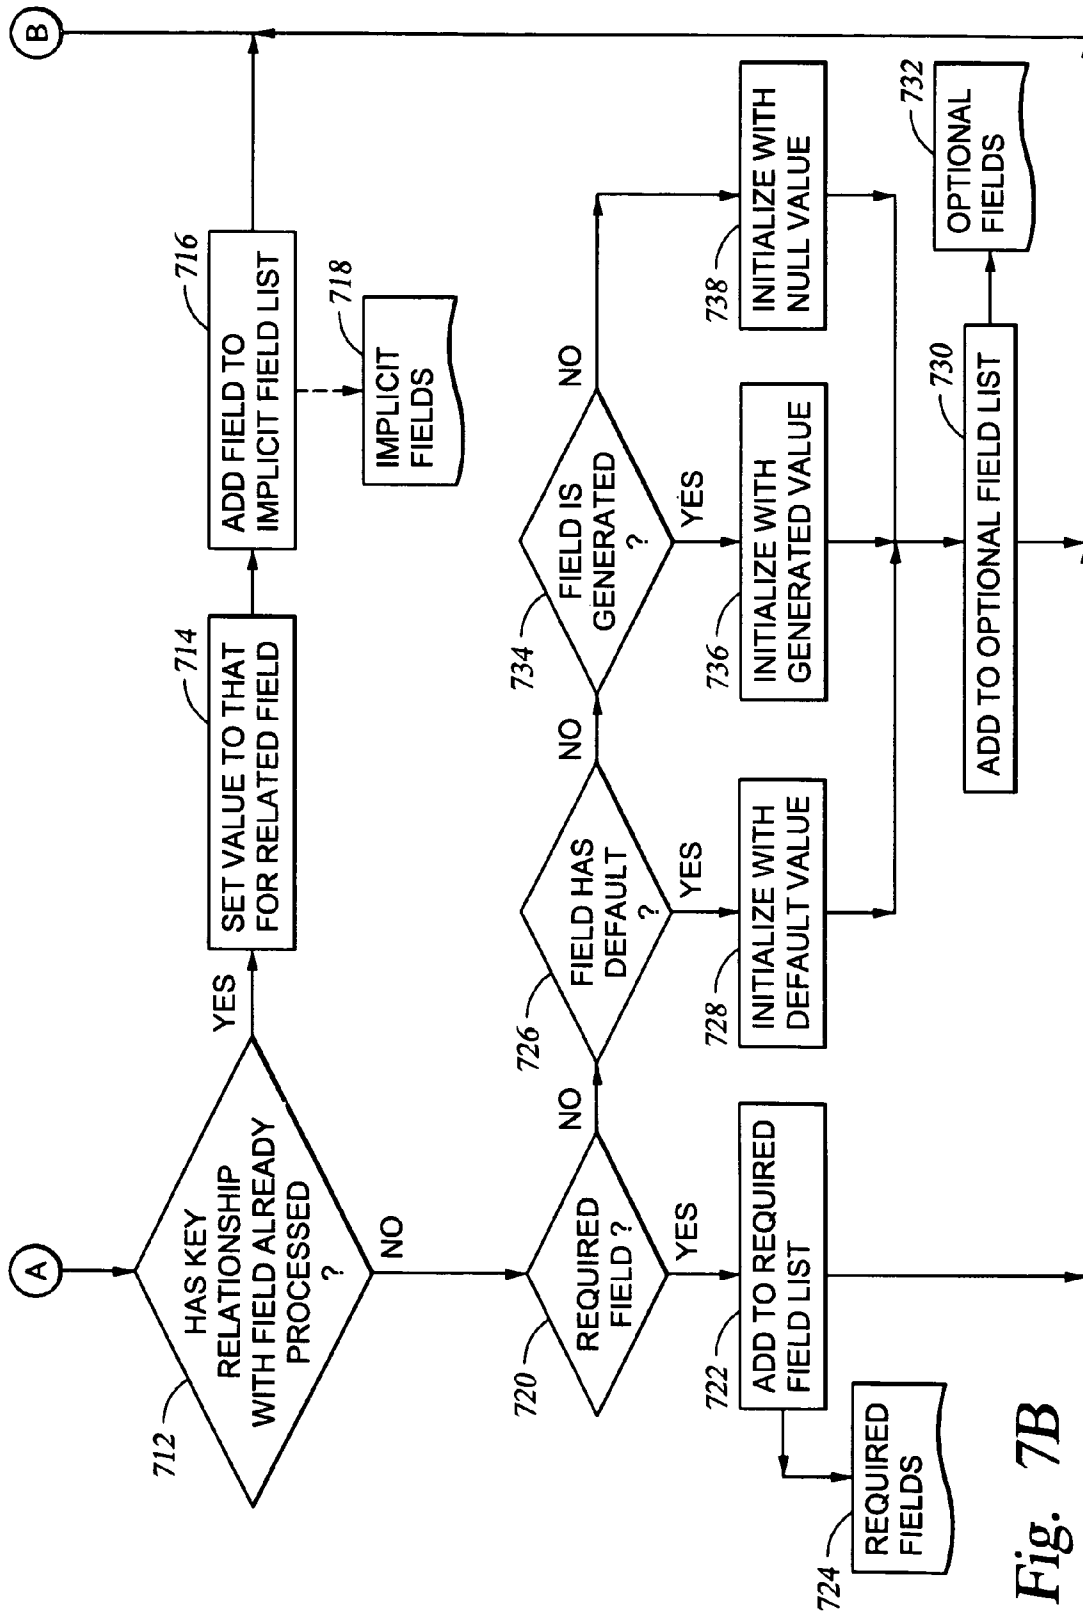 A
B
HAS KEY
RELATIONSHIP
WITH FIELD ALREADY
PROCESSED
?
712
YES
NO
SET VALUE TO THAT
FOR RELATED FIELD
714
ADD FIELD TO
IMPLICIT FIELD LIST
716
IMPLICIT
FIELDS
718
REQUIRED
FIELD ?
720
NO
YES
FIELD HAS
DEFAULT
?
726
NO
YES
FIELD IS
GENERATED
?
734
NO
YES
ADD TO REQUIRED
FIELD LIST
722
INITIALIZE WITH
DEFAULT VALUE
728
INITIALIZE WITH
GENERATED VALUE
736
INITIALIZE WITH
NULL VALUE
738
REQUIRED
FIELDS
724
ADD TO OPTIONAL FIELD LIST
730
OPTIONAL
FIELDS
732
Fig. 7B